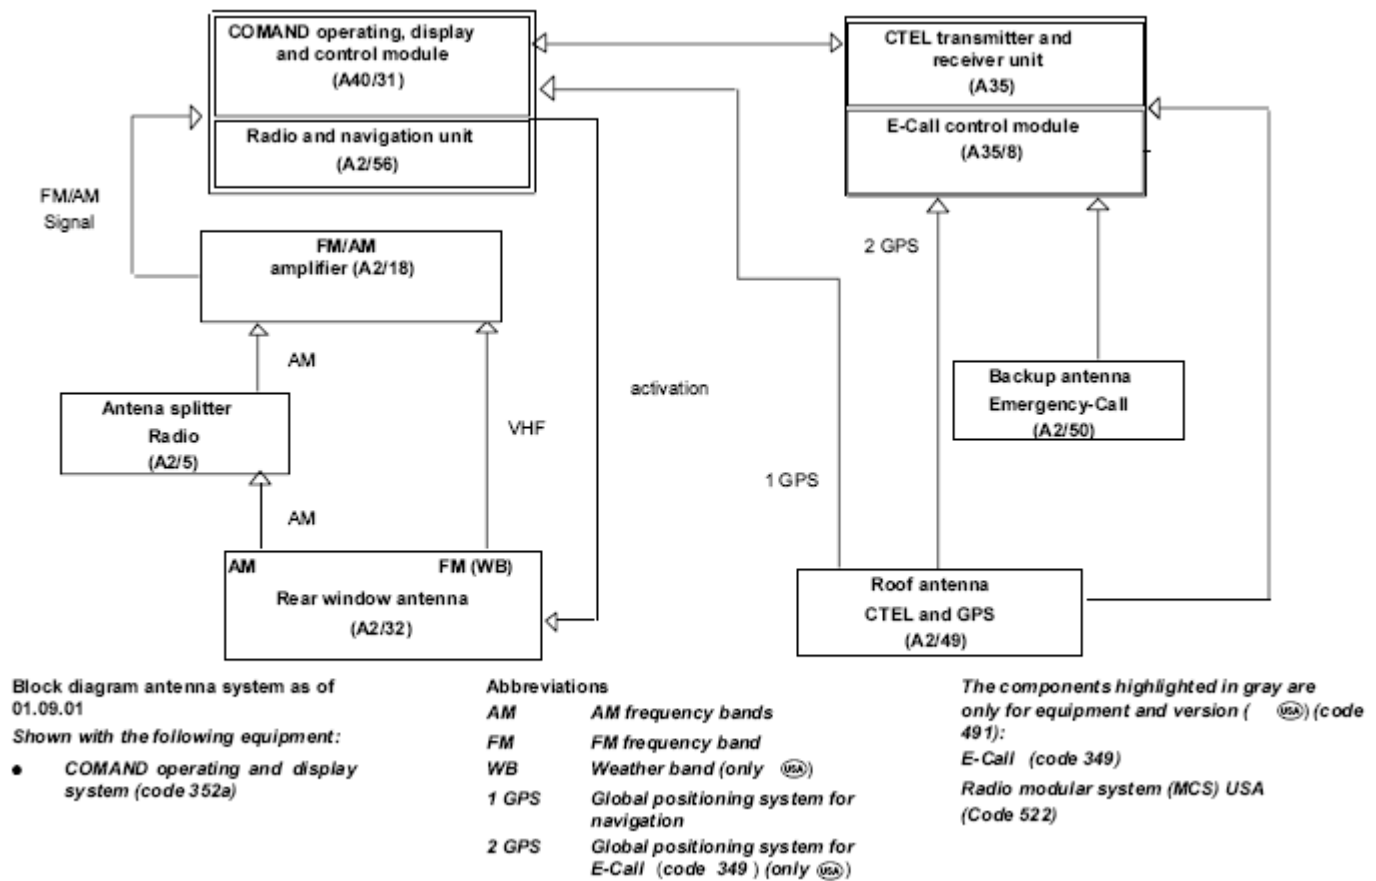 COMAND operating, display
and control module
(A40/31)
Radio and navigation unit
(A2/56)
CTEL transmitter and
receiver unit
(A35)
E-Call control module
(A35/8)
FM/AM
Signal
FM/AM
amplifier (A2/18)
2 GPS
AM
Antena splitter
Radio
(A2/5)
activation
VHF
Backup antenna
Emergency-Call
(A2/50)
1 GPS
AM
AM FM (WB)
Rear window antenna
(A2/32)
Roof antenna
CTEL and GPS
(A2/49)
Block diagram antenna system as of
01.09.01
Shown with the following equipment:
● COMAND operating and display
system (code 352a)
Abbreviations
AM AM frequency bands
FM FM frequency band
WB Weather band (only USA)
1 GPS Global positioning system for
navigation
2 GPS Global positioning system for
E-Call (code 349 ) (only USA)
The components highlighted in gray are
only for equipment and version ( USA) (code
491):
E-Call (code 349)
Radio modular system (MCS) USA
(Code 522)